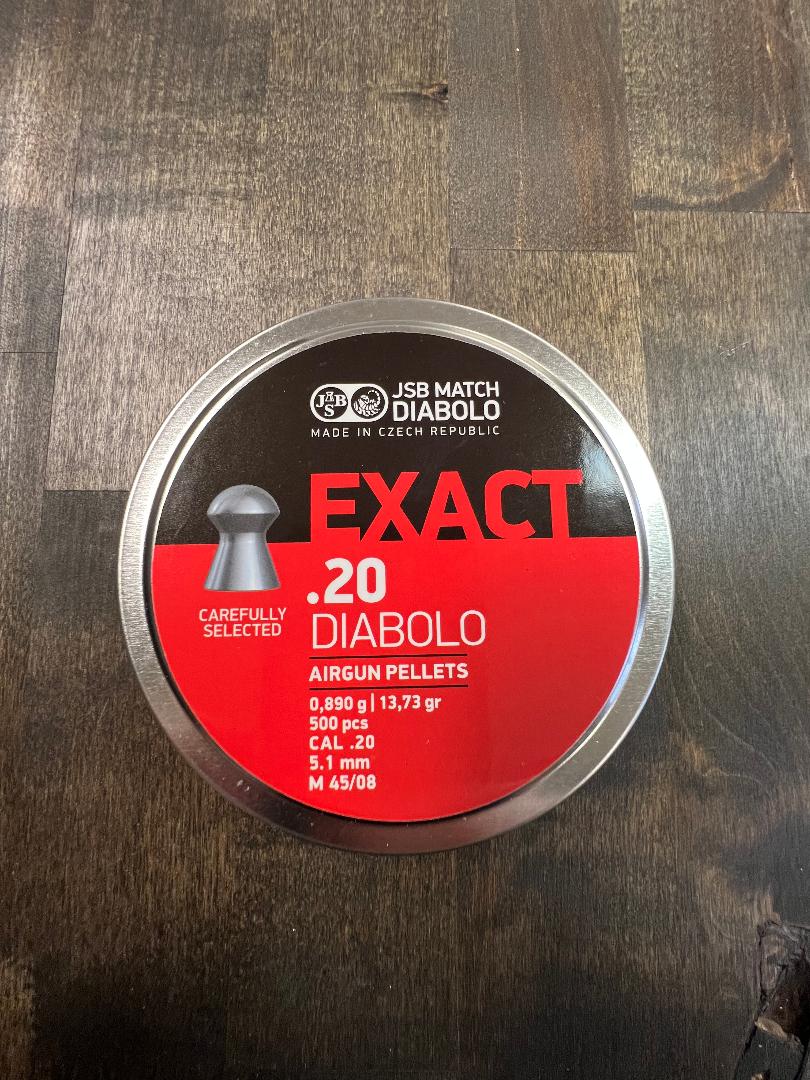 JSB
JSB MATCH
DIABOLO
MADE IN CZECH REPUBLIC
EXACT
.20
DIABOLO
CAREFULLY
SELECTED
AIRGUN PELLETS
0,890 g | 13,73 gr
500 pcs
CAL .20
5.1 mm
M 45/08